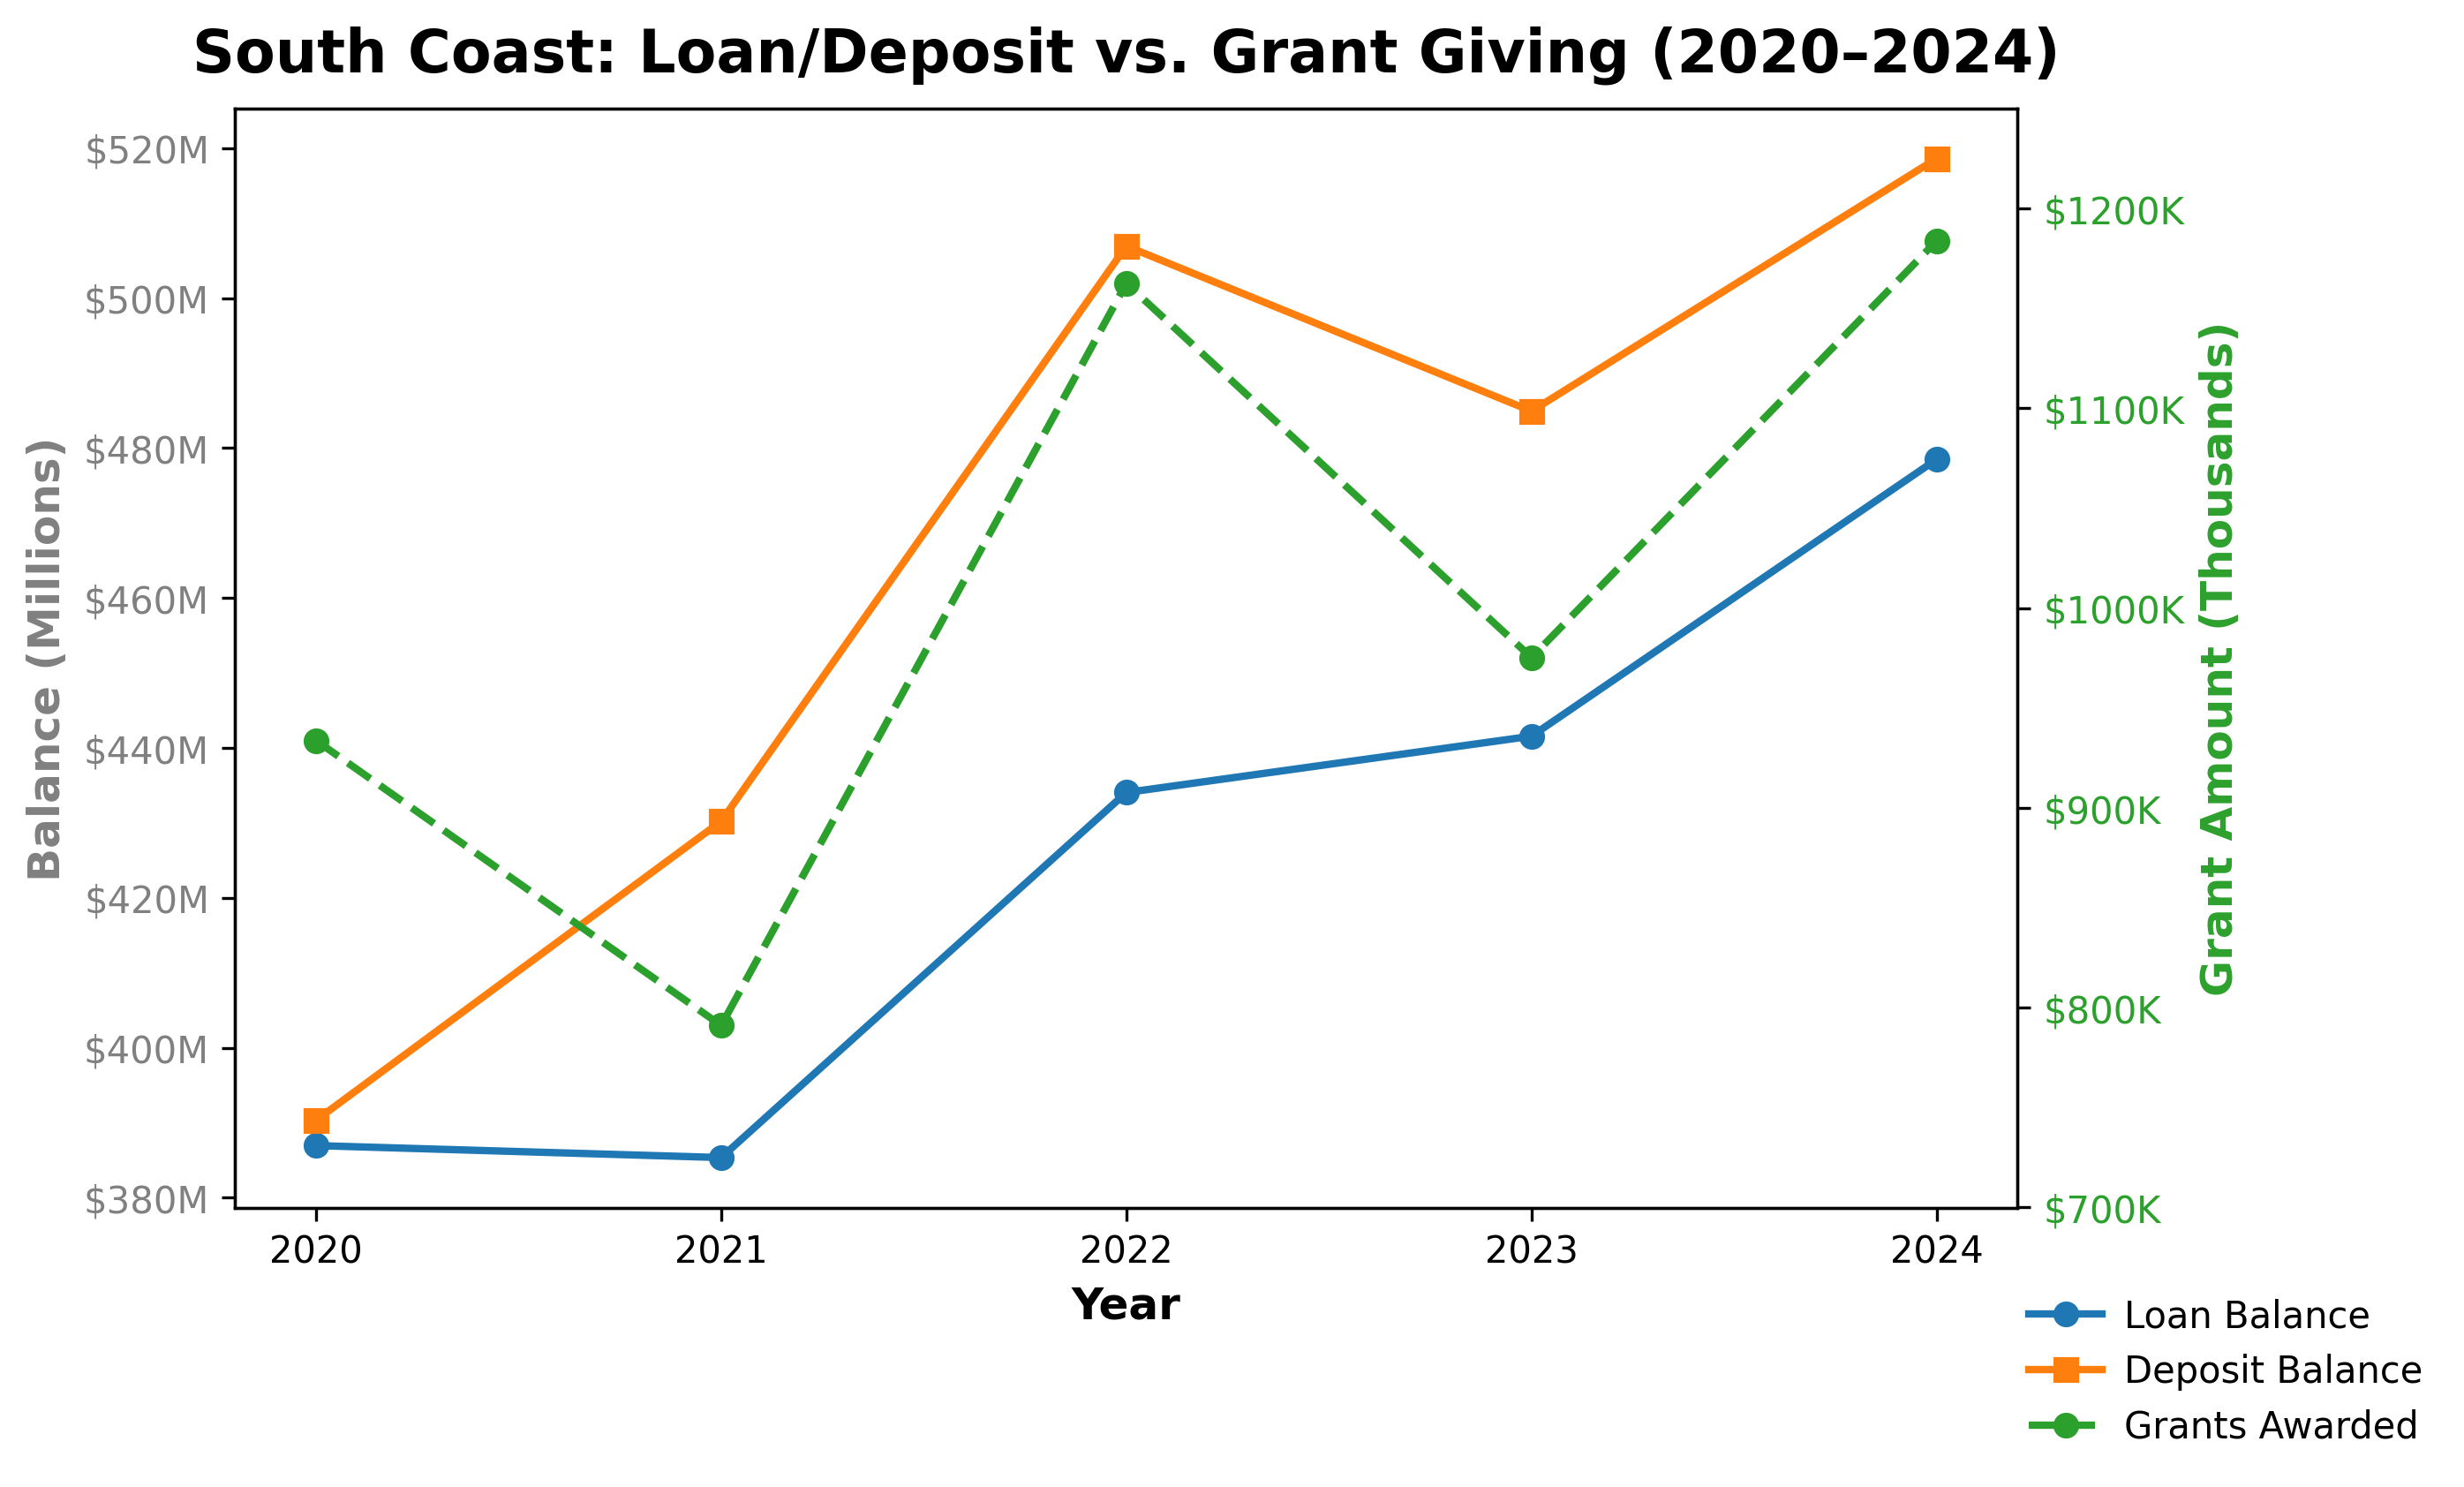 South Coast: Loan/Deposit vs. Grant Giving (2020–2024)
Balance (Millions)
$520M
$500M
$480M
$460M
$440M
$420M
$400M
$380M
$1200K
$1100K
$1000K
$900K
$800K
$700K
Grant Amount (Thousands)
2020 2021 2022 2023 2024
Year
Loan Balance
Deposit Balance
Grants Awarded